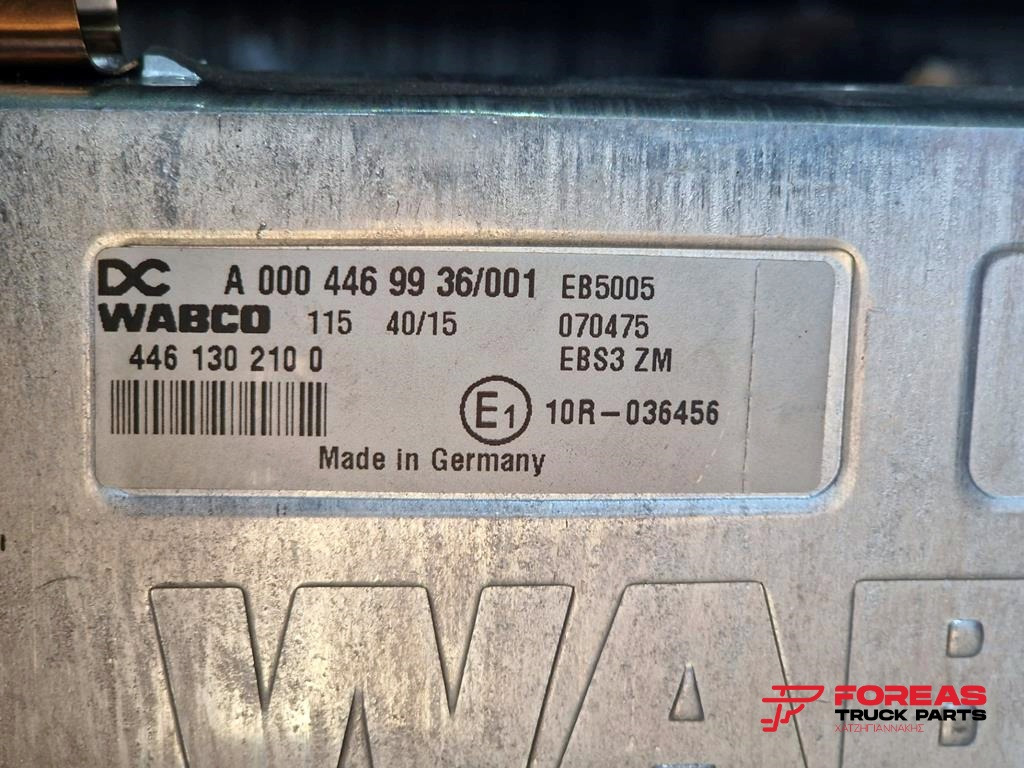 DC A 000 446 99 36/001 EB5005
WABCO 115 40/15 070475
446 130 210 0 EBS3 ZM
E1 10R-036456
Made in Germany
WAB
FOREAS
TRUCK PARTS
ΧΑΤΖΗΓΙΑΝΝΑΚΗΣ